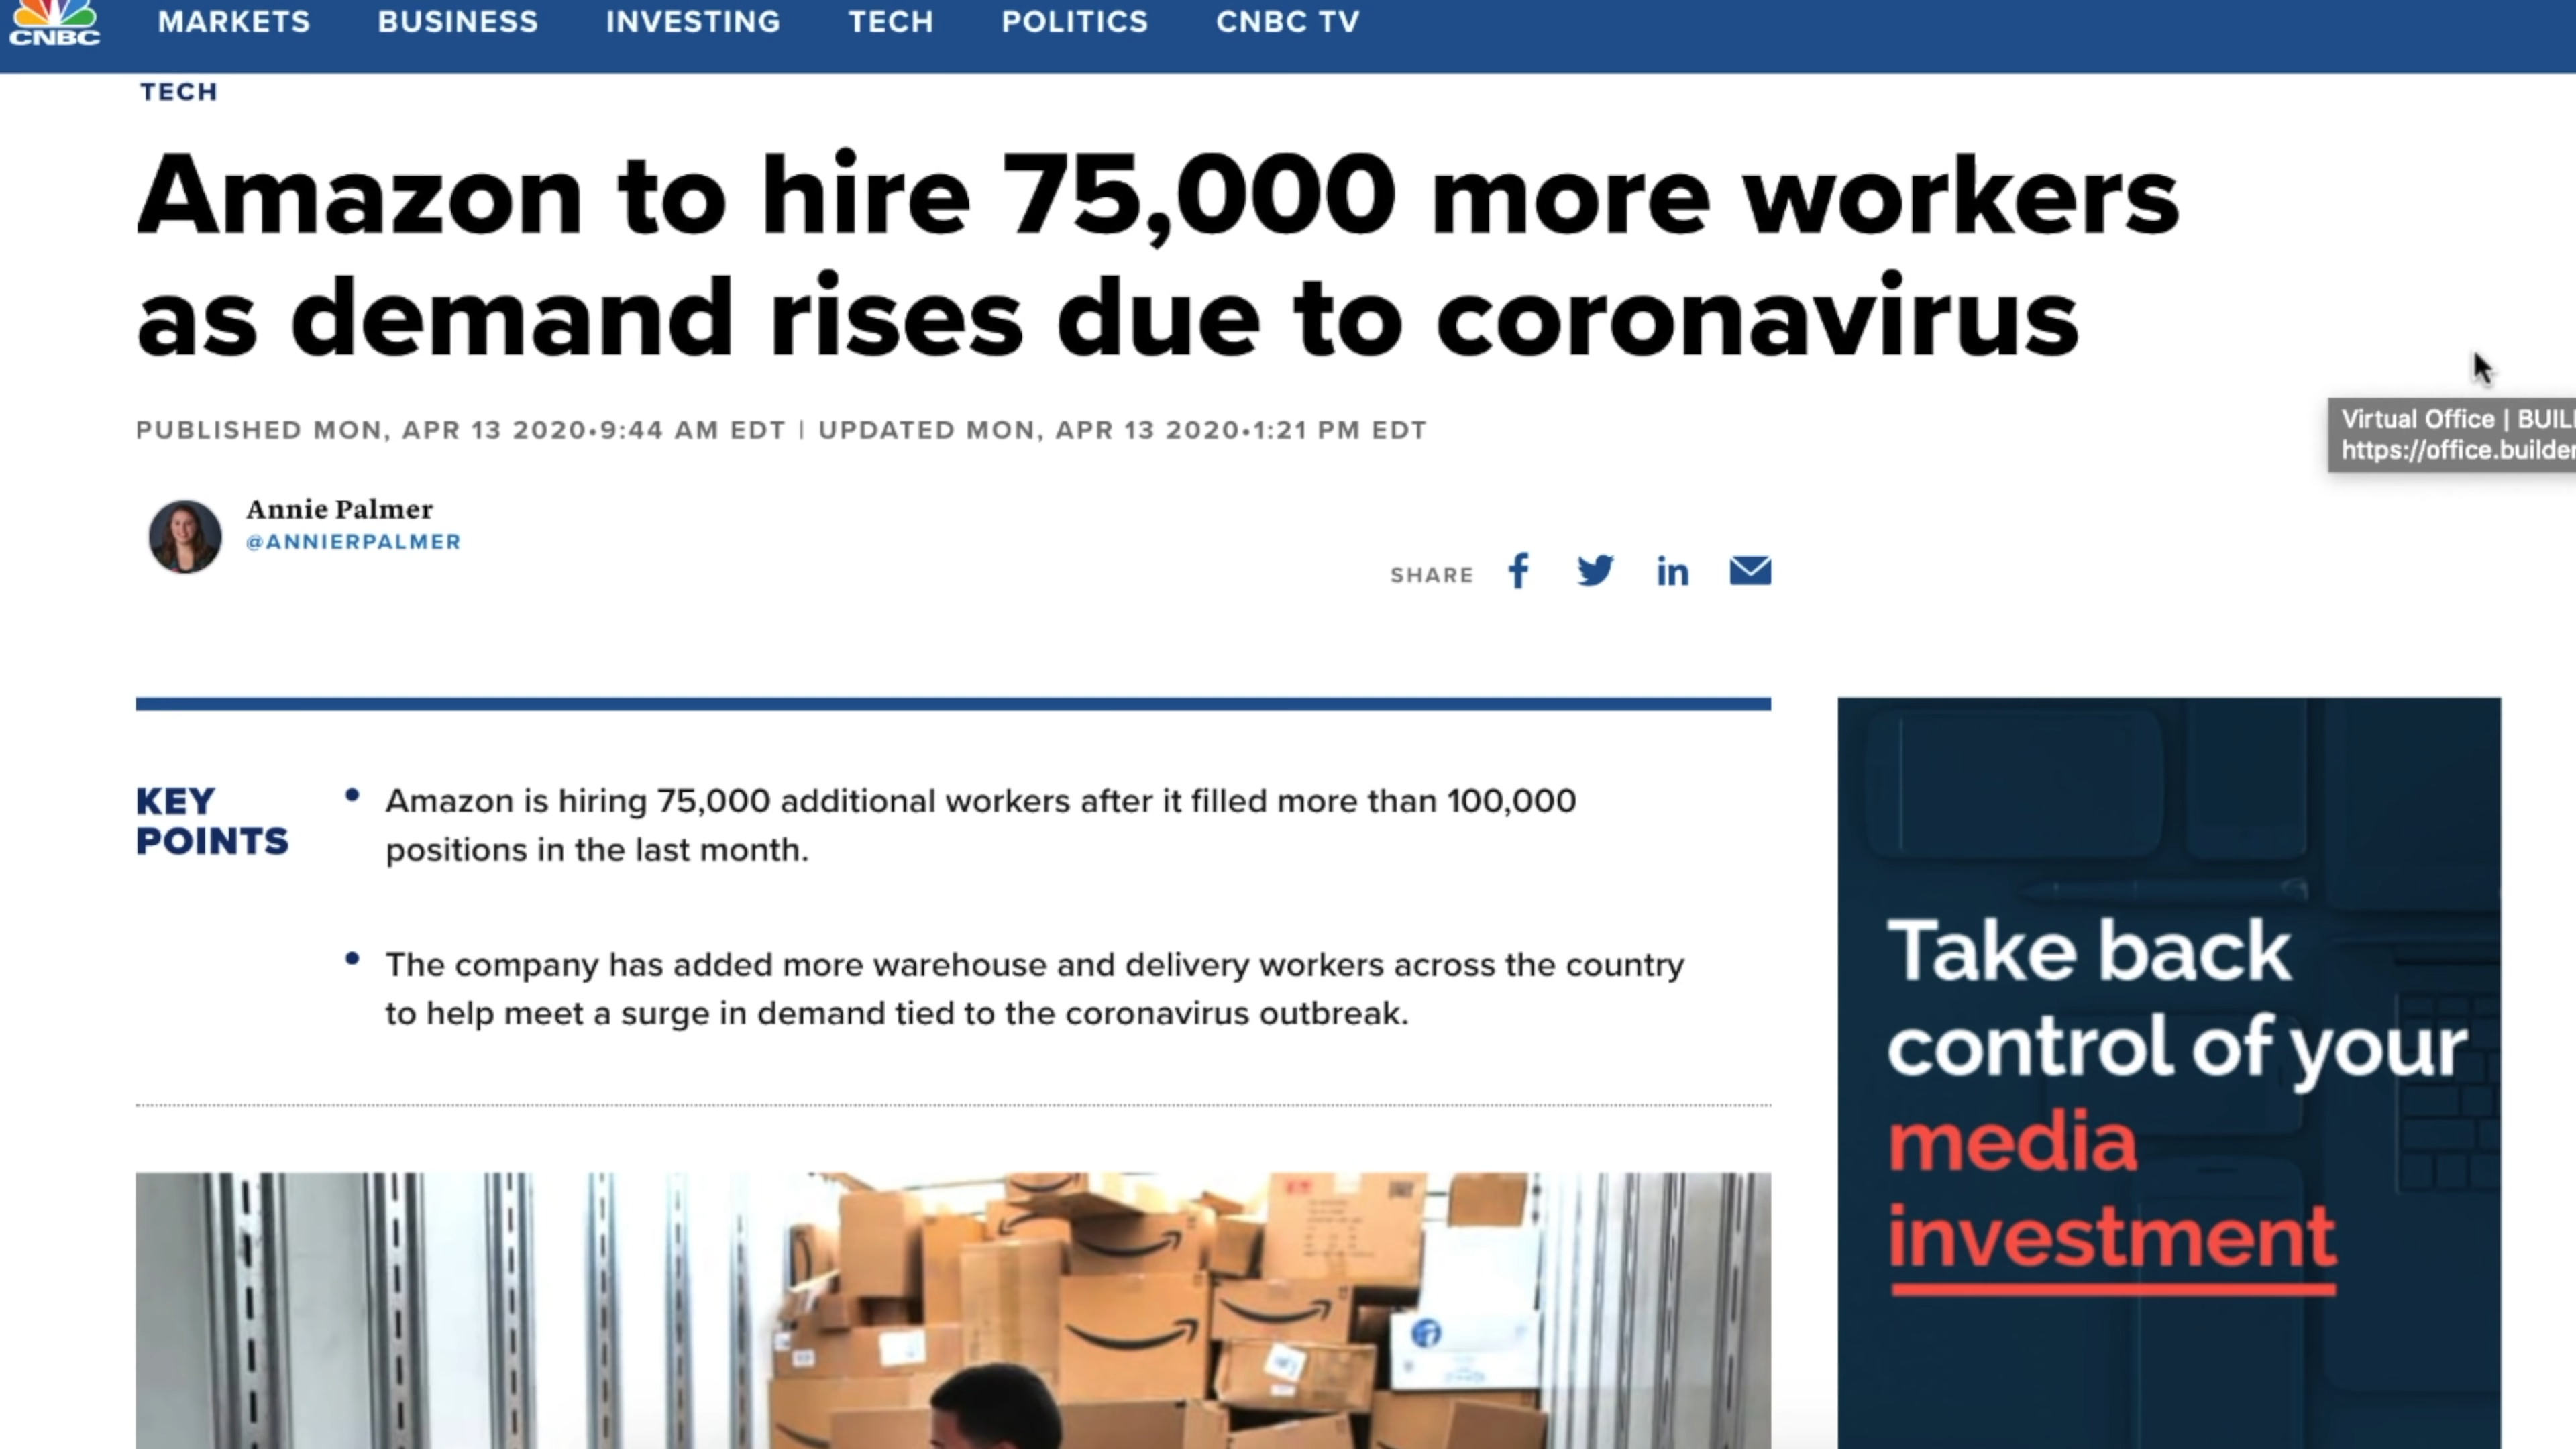 CNBC
MARKETS BUSINESS INVESTING TECH POLITICS CNBC TV
TECH
Amazon to hire 75,000 more workers
as demand rises due to coronavirus
PUBLISHED MON, APR 13 2020•9:44 AM EDT | UPDATED MON, APR 13 2020•1:21 PM EDT
Annie Palmer
@ANNIERPALMER
SHARE
Virtual Office | BUIL
https://office.builder
KEY
POINTS
• Amazon is hiring 75,000 additional workers after it filled more than 100,000
positions in the last month.
• The company has added more warehouse and delivery workers across the country
to help meet a surge in demand tied to the coronavirus outbreak.
Take back
control of your
media
investment